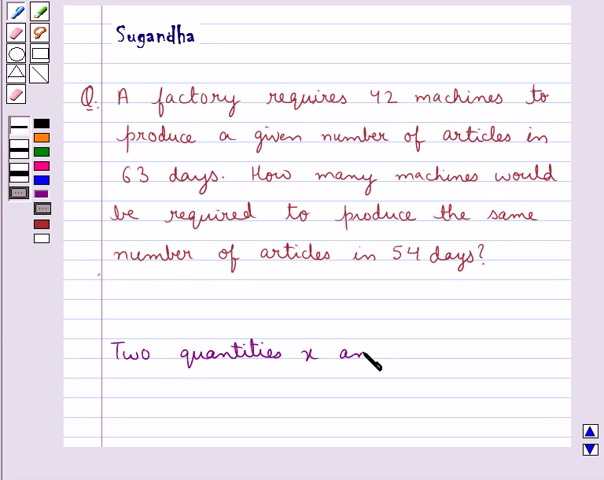 Sugandha
Q. A factory requires 42 machines to
produce a given number of articles in
63 days. How many machines would
be required to produce the same
number of articles in 54 days?
Two quantities x an